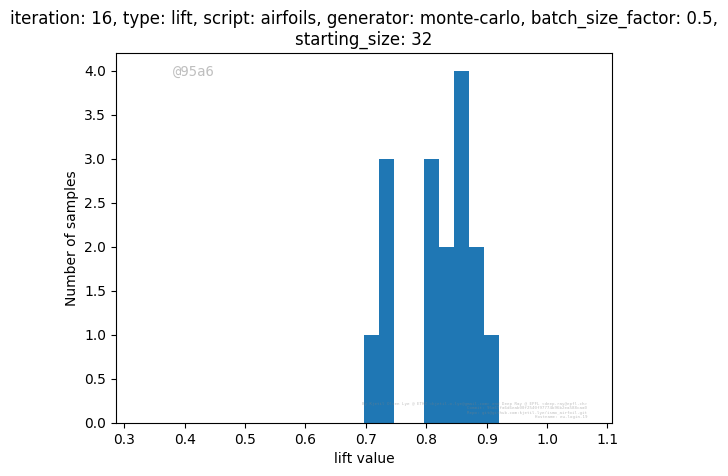 iteration: 16, type: lift, script: airfoils, generator: monte-carlo, batch_size_factor: 0.5,
starting_size: 32
@95a6
4.0
3.5
3.0
2.5
2.0
1.5
1.0
0.5
0.0
Number of samples
0.3 0.4 0.5 0.6 0.7 0.8 0.9 1.0 1.1
lift value